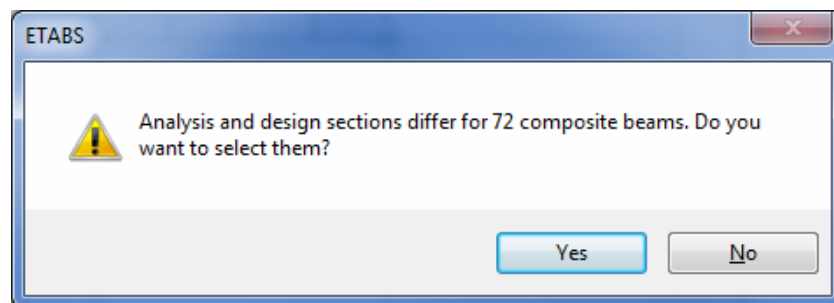 ETABS
Analysis and design sections differ for 72 composite beams. Do you
want to select them?
Yes
No